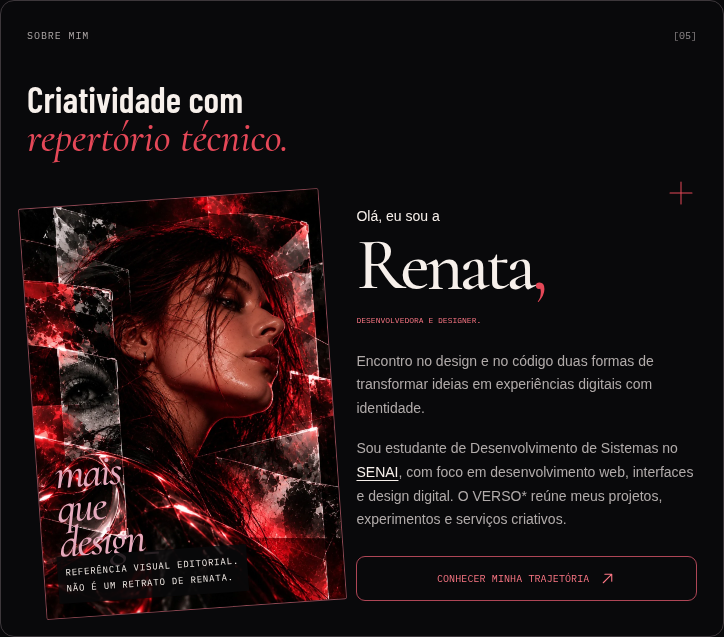 SOBRE MIM
[05]
Criatividade com
repertório técnico.
mais
que
design
REFERÊNCIA VISUAL EDITORIAL.
NÃO É UM RETRATO DE RENATA.
Olá, eu sou a
Renata,
DESENVOLVEDORA E DESIGNER.
Encontro no design e no código duas formas de
transformar ideias em experiências digitais com
identidade.
Sou estudante de Desenvolvimento de Sistemas no
SENAI, com foco em desenvolvimento web, interfaces
e design digital. O VERSO* reúne meus projetos,
experimentos e serviços criativos.
CONHECER MINHA TRAJETÓRIA